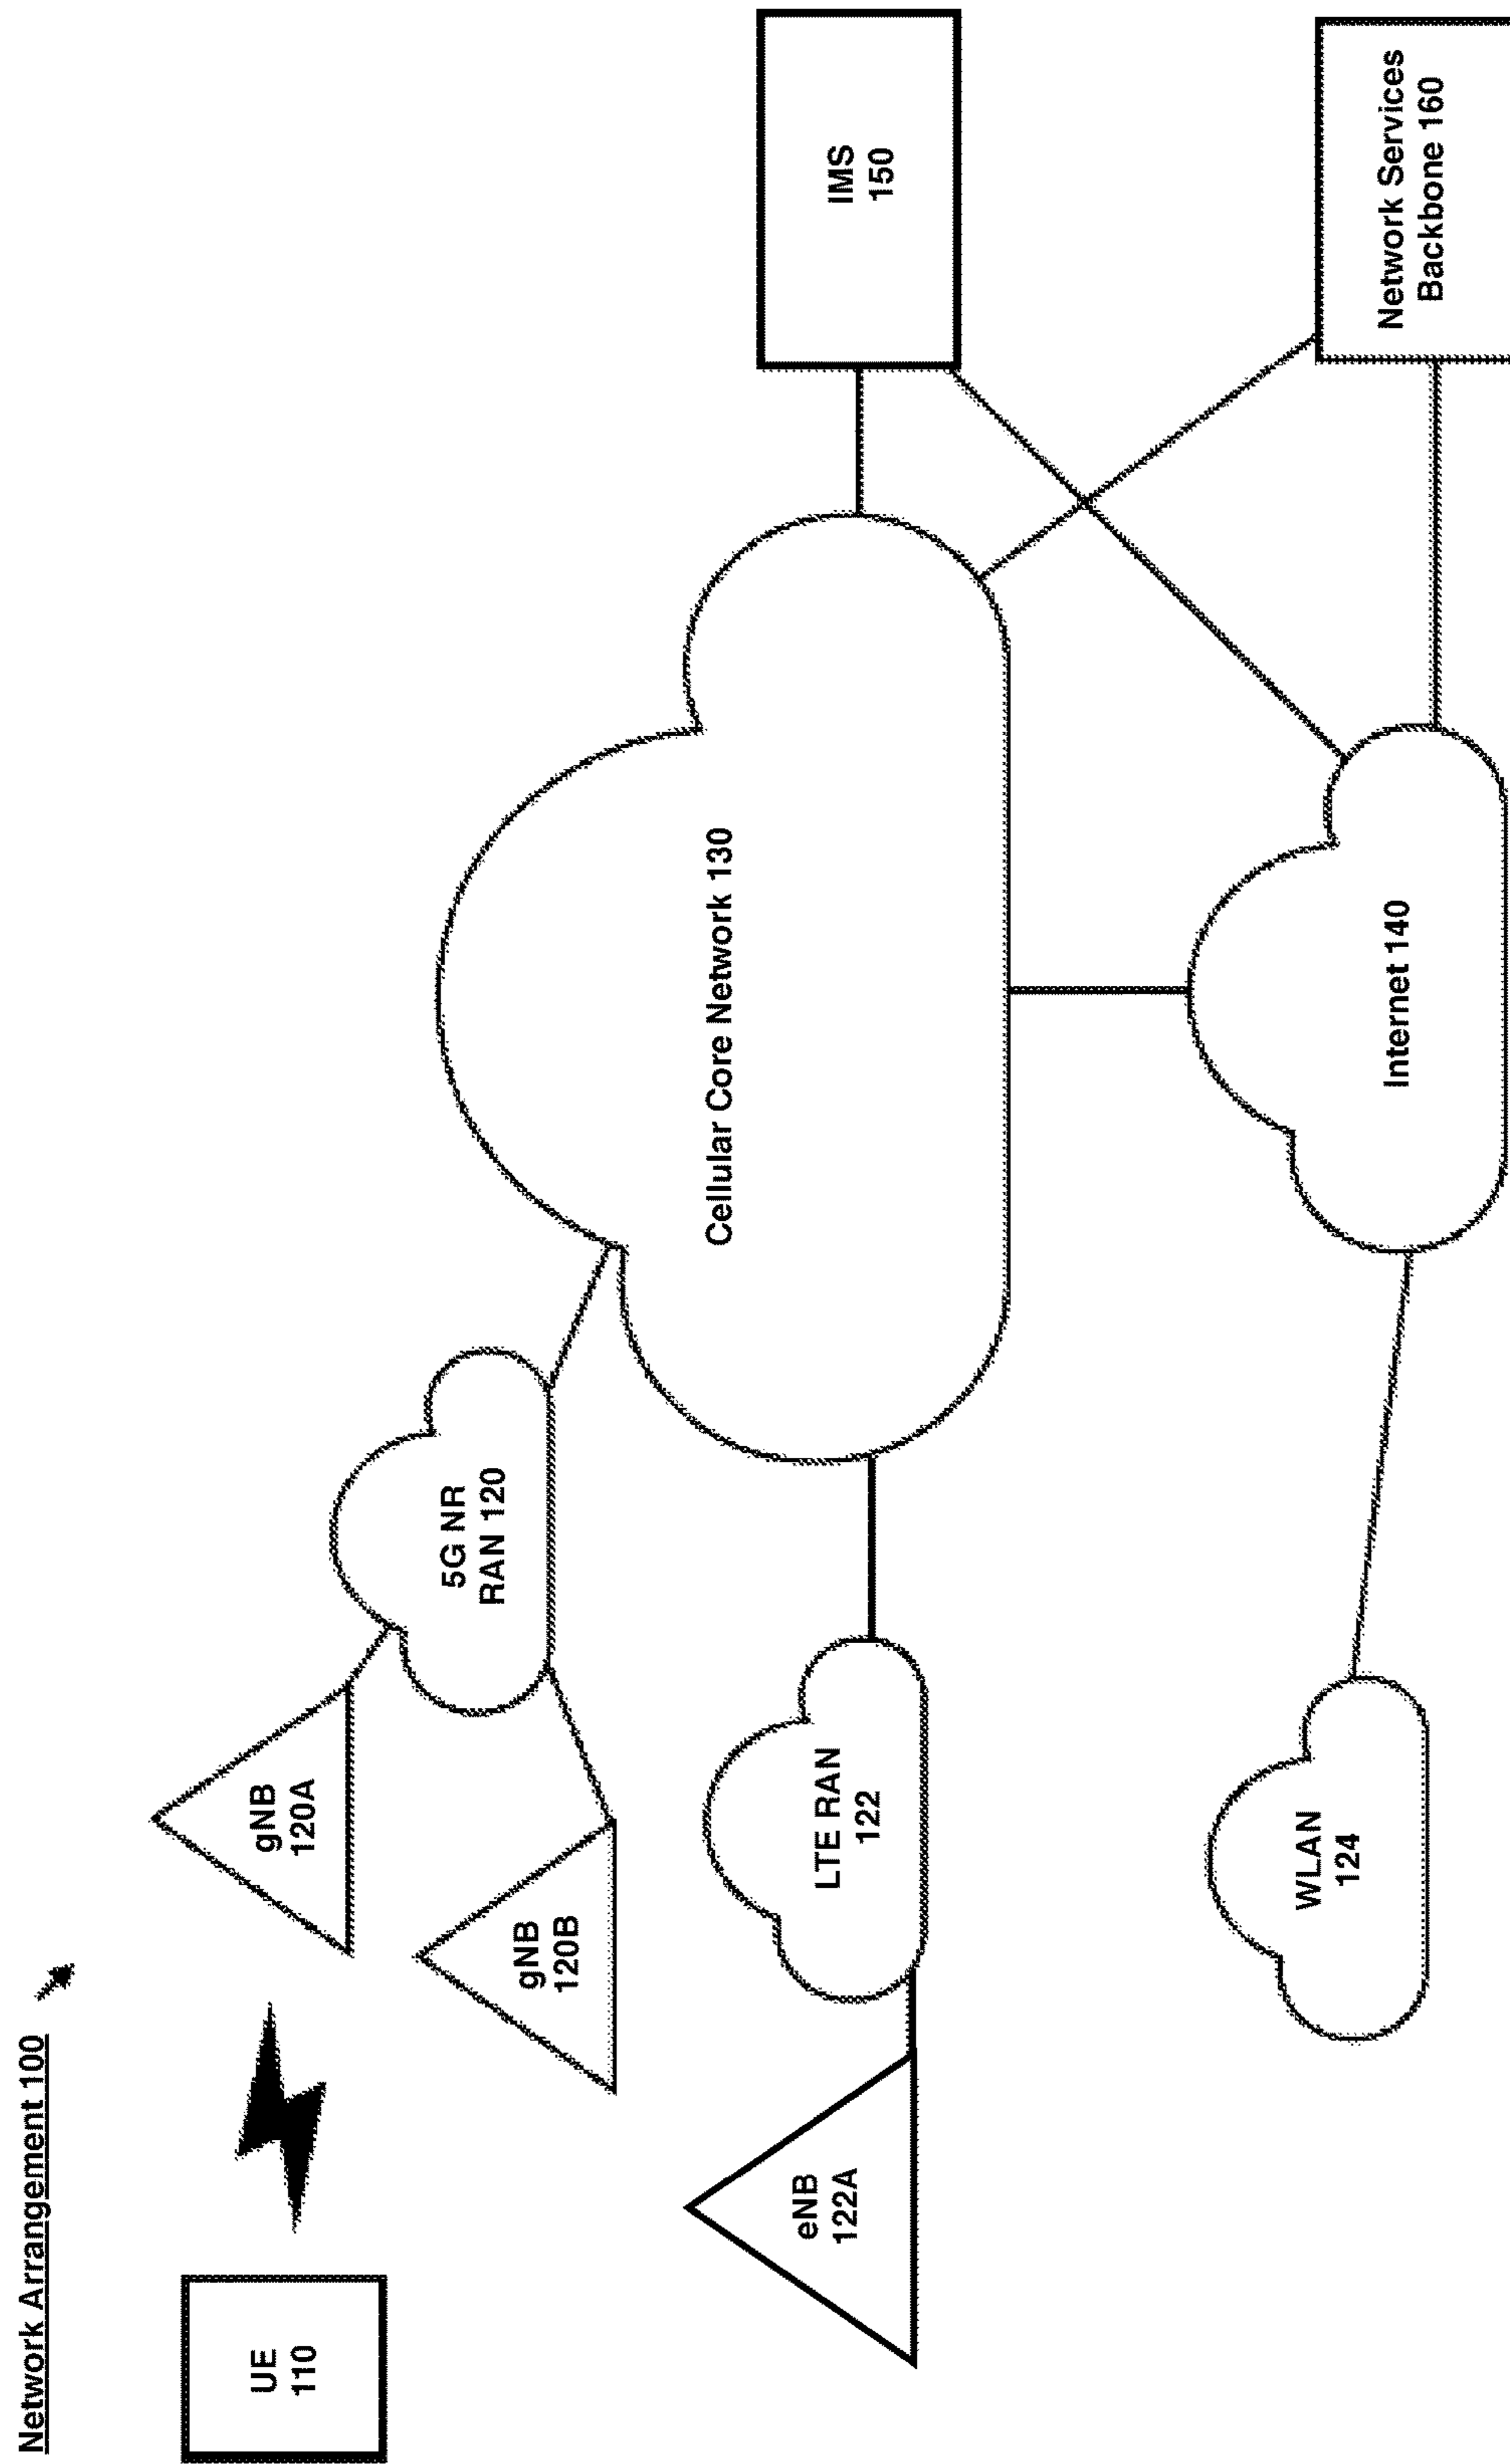 Network Arrangement 100
UE
110
gNB
120A
gNB
120B
5G NR
RAN 120
eNB
122A
LTE RAN
122
Cellular Core Network 130
IMS
150
WLAN
124
Internet 140
Network Services
Backbone 160